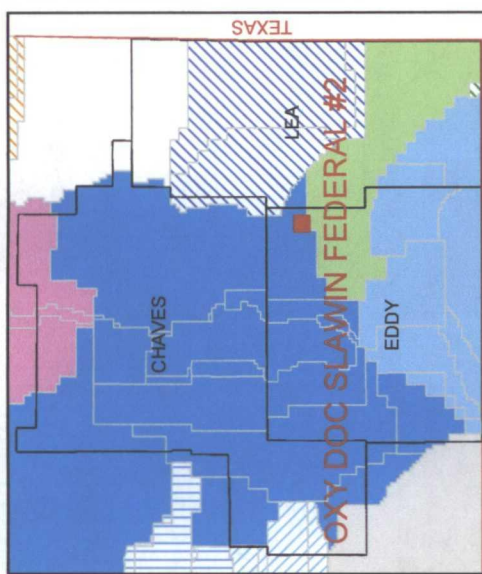 TEXAS
LEA
CHAVES
OXY DOC SLAWIN FEDERAL #2
EDDY